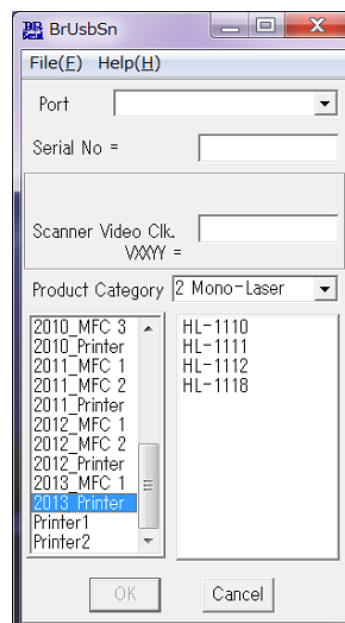 BrUsbSn
File(F) Help(H)
Port
Serial No =
Scanner Video Clk.
VXXYY =
Product Category 2 Mono-Laser
2010_MFC 3
2010_Printer
2011_MFC 1
2011_MFC 2
2011_Printer
2012_MFC 1
2012_MFC 2
2012_Printer
2013_MFC 1
2013_Printer
Printer1
Printer2
HL-1110
HL-1111
HL-1112
HL-1118
OK Cancel